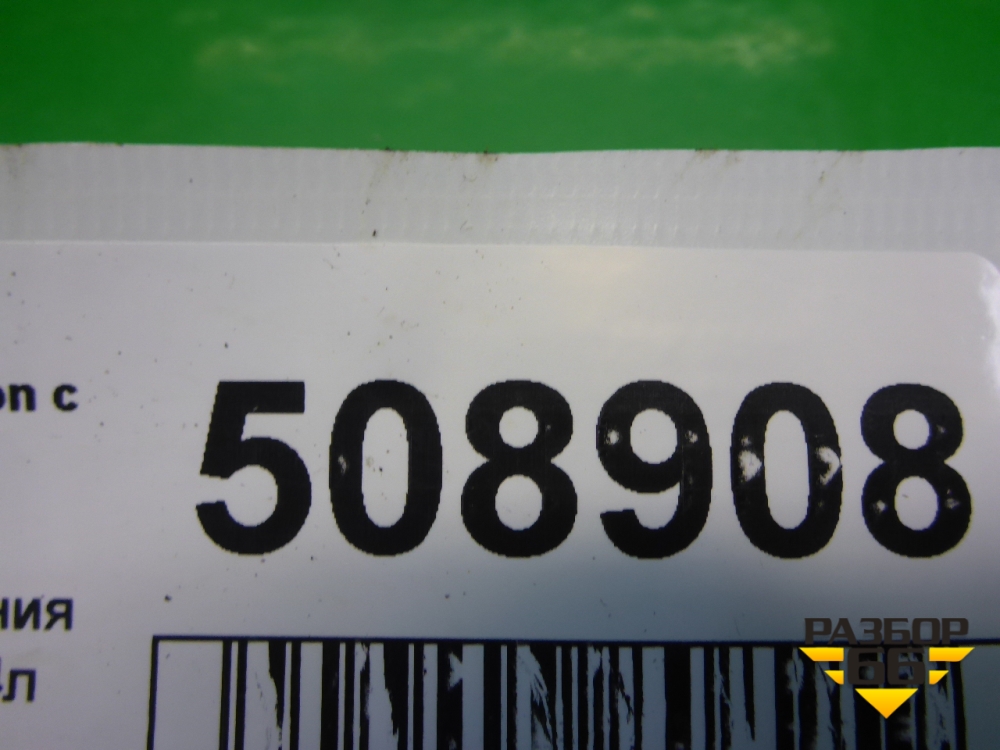 on с
508908
ния
л
РАЗБОР
66